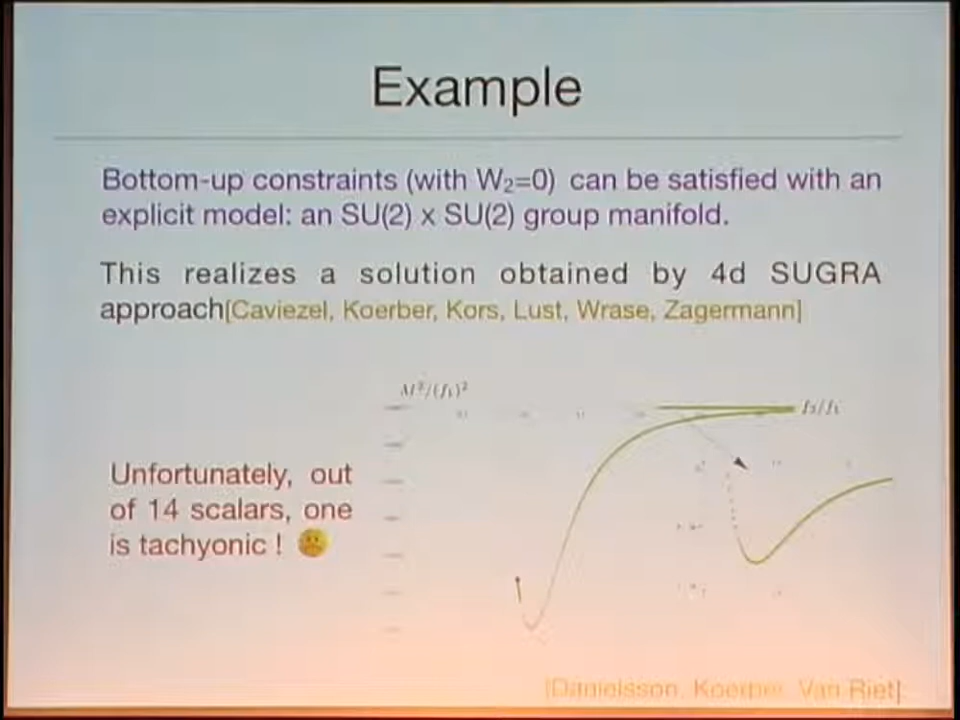 Example
Bottom-up constraints (with W₂=0) can be satisfied with an
explicit model: an SU(2) x SU(2) group manifold.
This realizes a solution obtained by 4d SUGRA
approach[Caviezel, Koerber, Kors, Lust, Wrase, Zagermann]
Unfortunately, out
of 14 scalars, one
is tachyonic !
[Danielsson, Koerber, Van Riet]